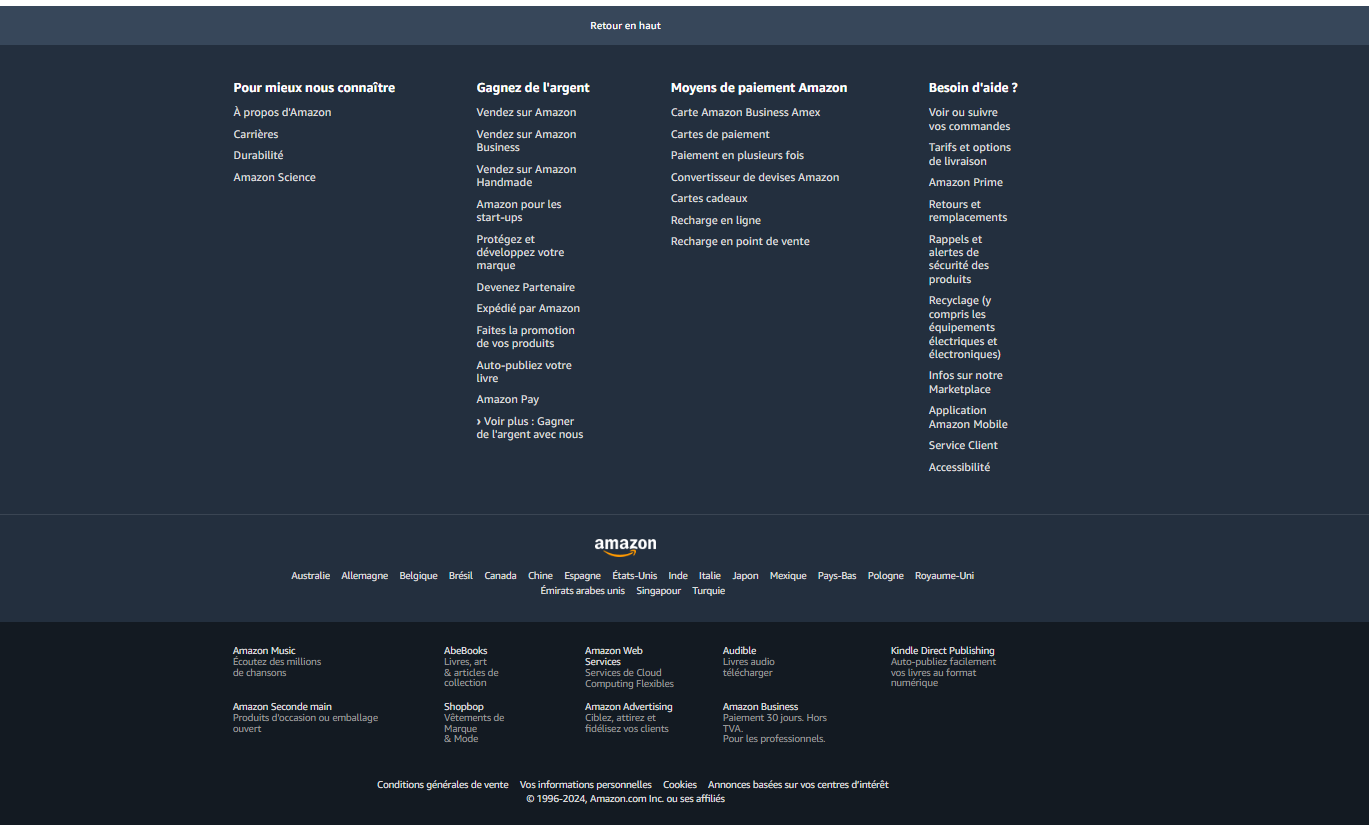 Retour en haut
Pour mieux nous connaître
À propos d'Amazon
Carrières
Durabilité
Amazon Science
Gagnez de l'argent
Vendez sur Amazon
Vendez sur Amazon
Business
Vendez sur Amazon
Handmade
Amazon pour les
start-ups
Protégez et
développez votre
marque
Devenez Partenaire
Expédié par Amazon
Faites la promotion
de vos produits
Auto-publiez votre
livre
Amazon Pay
› Voir plus : Gagner
de l'argent avec nous
Moyens de paiement Amazon
Carte Amazon Business Amex
Cartes de paiement
Paiement en plusieurs fois
Convertisseur de devises Amazon
Cartes cadeaux
Recharge en ligne
Recharge en point de vente
Besoin d'aide ?
Voir ou suivre
vos commandes
Tarifs et options
de livraison
Amazon Prime
Retours et
remplacements
Rappels et
alertes de
sécurité des
produits
Recyclage (y
compris les
équipements
électriques et
électroniques)
Infos sur notre
Marketplace
Application
Amazon Mobile
Service Client
Accessibilité
amazon
Australie Allemagne Belgique Brésil Canada Chine Espagne États-Unis Inde Italie Japon Mexique Pays-Bas Pologne Royaume-Uni
Émirats arabes unis Singapour Turquie
Amazon Music
Écoutez des millions
de chansons
AbeBooks
Livres, art
& articles de
collection
Amazon Web
Services
Services de Cloud
Computing Flexibles
Audible
Livres audio
télécharger
Kindle Direct Publishing
Auto-publiez facilement
vos livres au format
numérique
Amazon Seconde main
Produits d'occasion ou emballage
ouvert
Shopbop
Vêtements de
Marque
& Mode
Amazon Advertising
Ciblez, attirez et
fidélisez vos clients
Amazon Business
Paiement 30 jours. Hors
TVA.
Pour les professionnels.
Conditions générales de vente Vos informations personnelles Cookies Annonces basées sur vos centres d’intérêt
© 1996-2024, Amazon.com Inc. ou ses affiliés